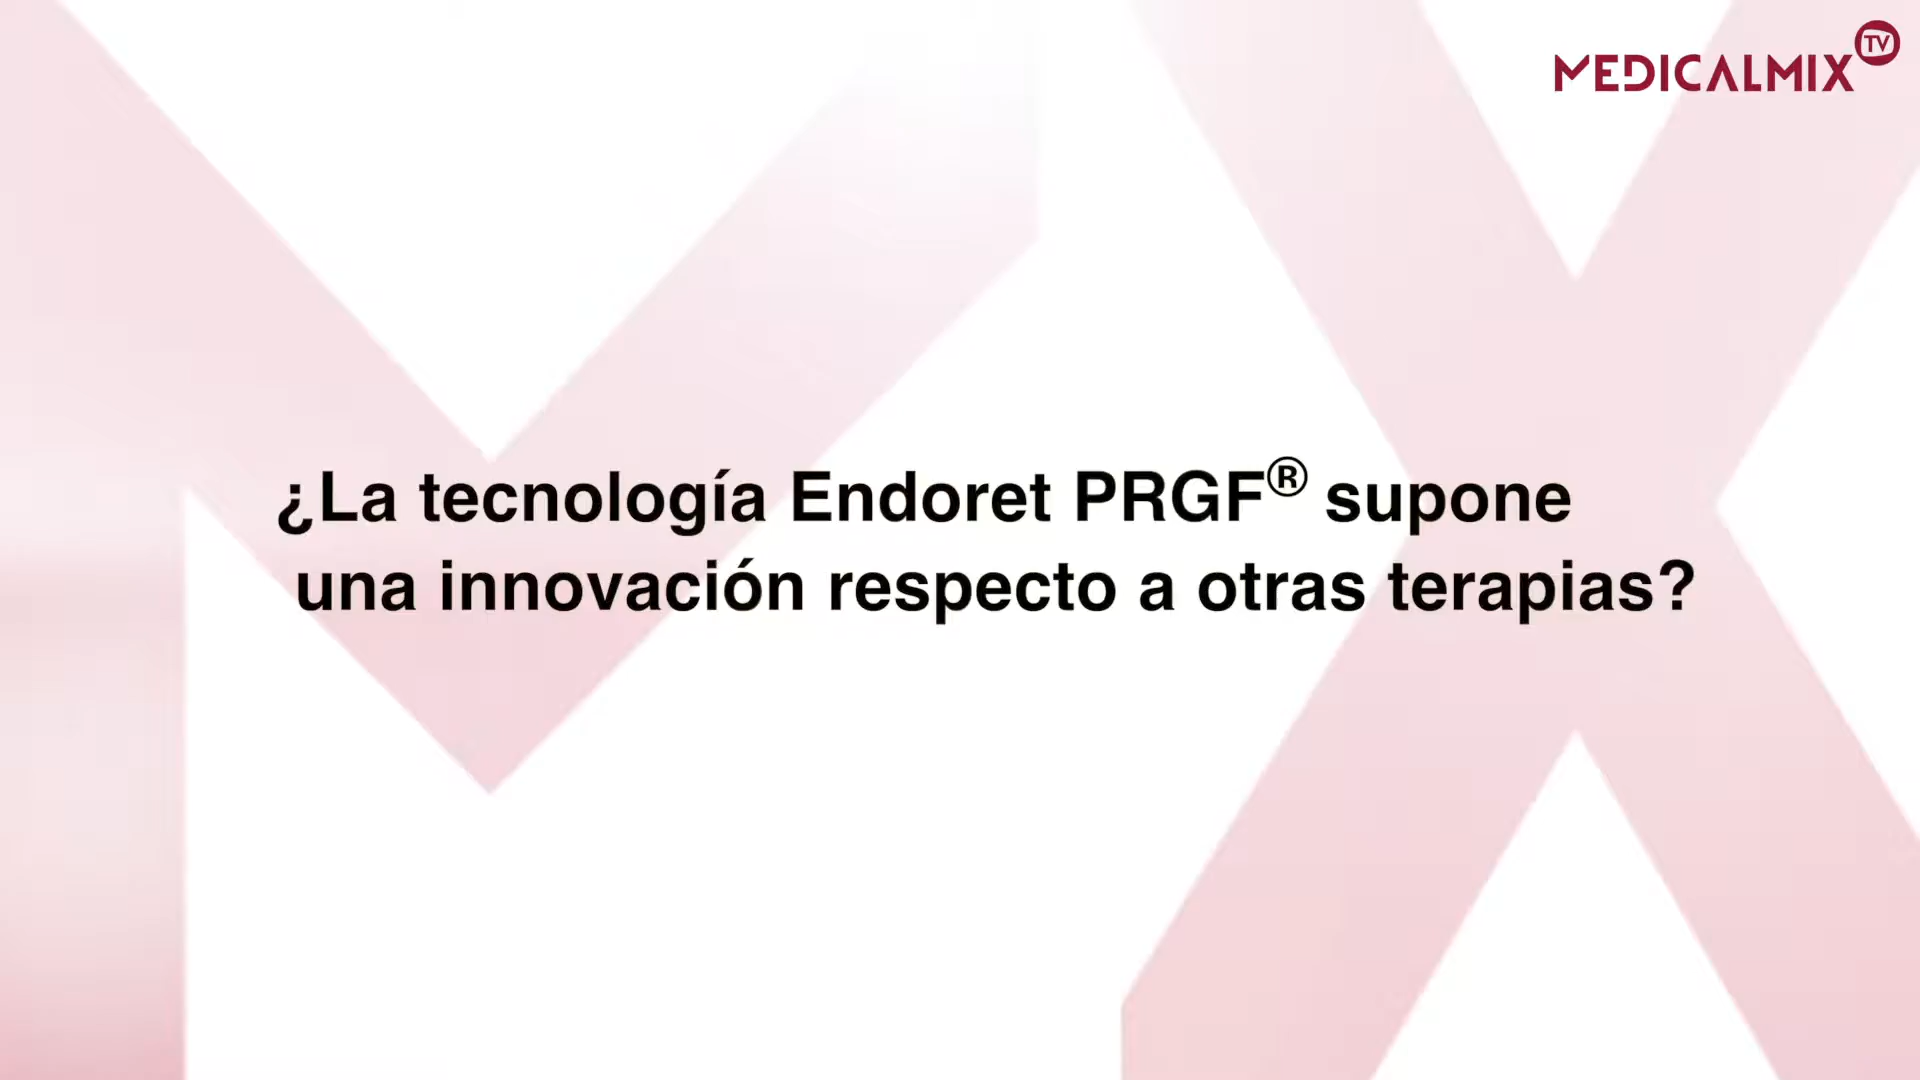 MEDICALMIX TV
¿La tecnología Endoret PRGF® supone
una innovación respecto a otras terapias?